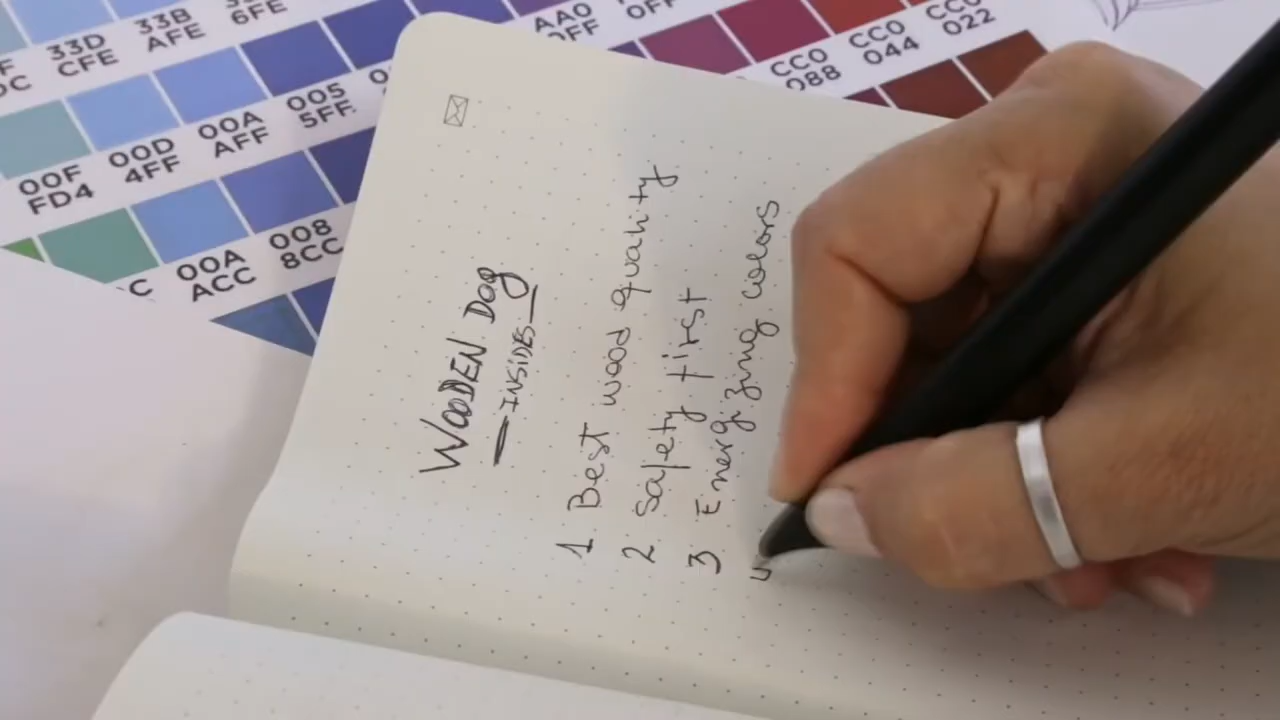 33D 33B
CFE AFE 6FE
AA0
0FF
CC0 CC0 CC0
088 044 022
00F 00D 00A 005
FD4 4FF AFF 5FF
00A 008
ACC 8CC
WOODEN DOG
INSIDES
1 Best wood quality
2 Safety first
3 Energizing colors